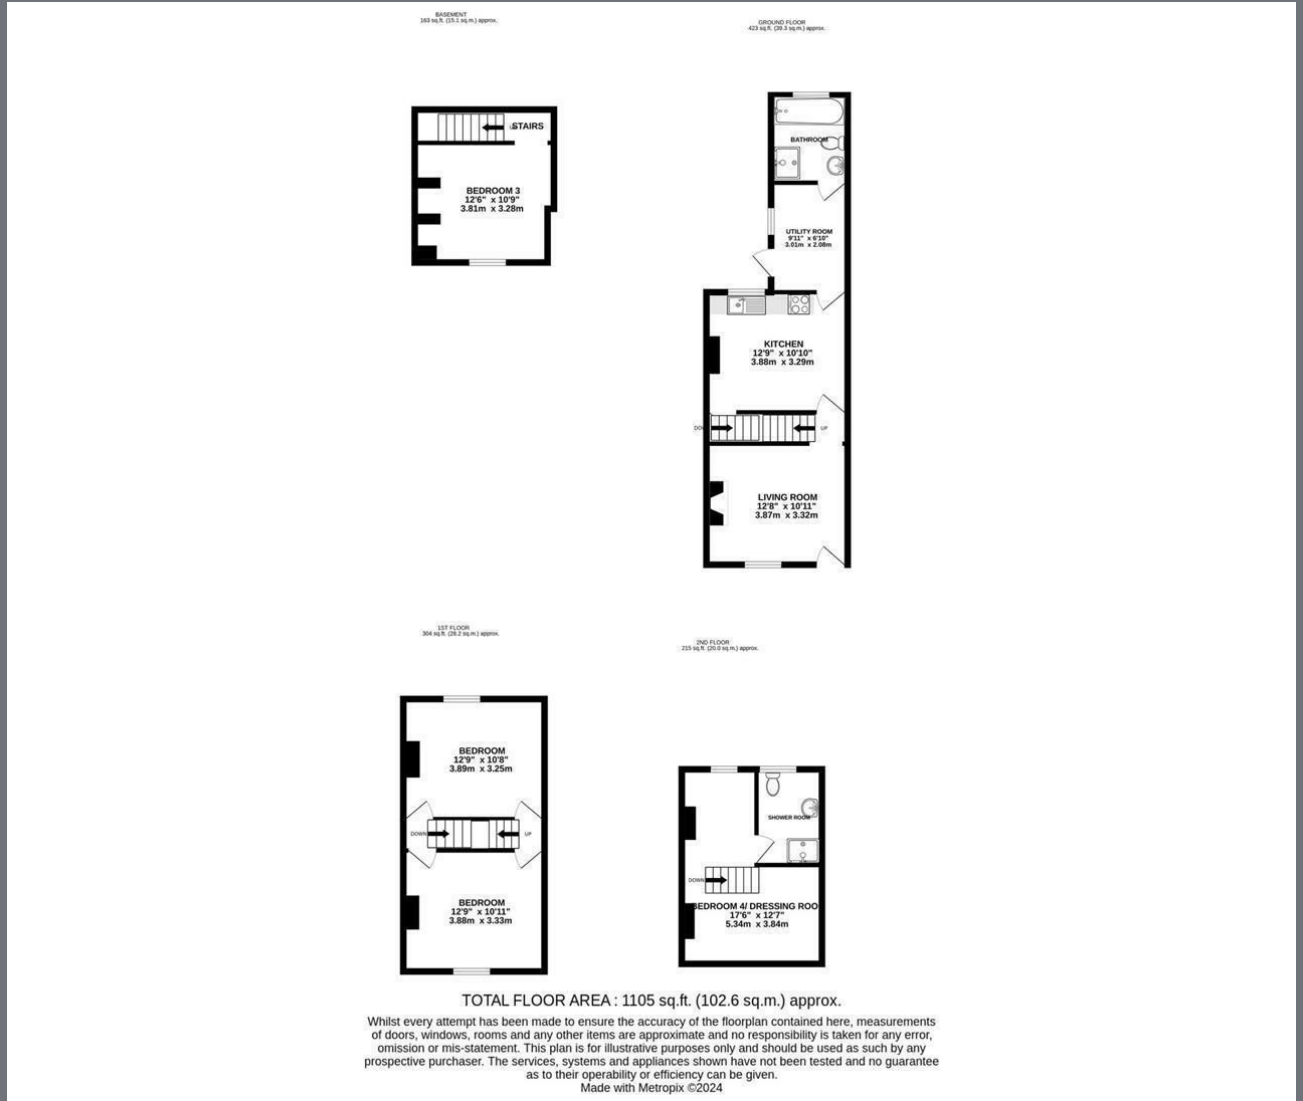 BASEMENT
163 sq.ft. (15.1 sq.m.) approx.
GROUND FLOOR
423 sq.ft. (39.3 sq.m.) approx.
STAIRS
BEDROOM 3
12'6" x 10'9"
3.81m x 3.28m
BATHROOM
UTILITY ROOM
9'11" x 6'10"
3.01m x 2.08m
KITCHEN
12'9" x 10'10"
3.88m x 3.29m
UP
LIVING ROOM
12'8" x 10'11"
3.87m x 3.32m
1ST FLOOR
304 sq.ft. (28.2 sq.m.) approx.
2ND FLOOR
215 sq.ft. (20.0 sq.m.) approx.
BEDROOM
12'9" x 10'8"
3.89m x 3.25m
DOWN
UP
BEDROOM
12'9" x 10'11"
3.88m x 3.33m
SHOWER ROOM
DOWN
BEDROOM 4/ DRESSING ROO
17'6" x 12'7"
5.34m x 3.84m
TOTAL FLOOR AREA : 1105 sq.ft. (102.6 sq.m.) approx.
Whilst every attempt has been made to ensure the accuracy of the floorplan contained here, measurements
of doors, windows, rooms and any other items are approximate and no responsibility is taken for any error,
omission or mis-statement. This plan is for illustrative purposes only and should be used as such by any
prospective purchaser. The services, systems and appliances shown have not been tested and no guarantee
as to their operability or efficiency can be given.
Made with Metropix ©2024